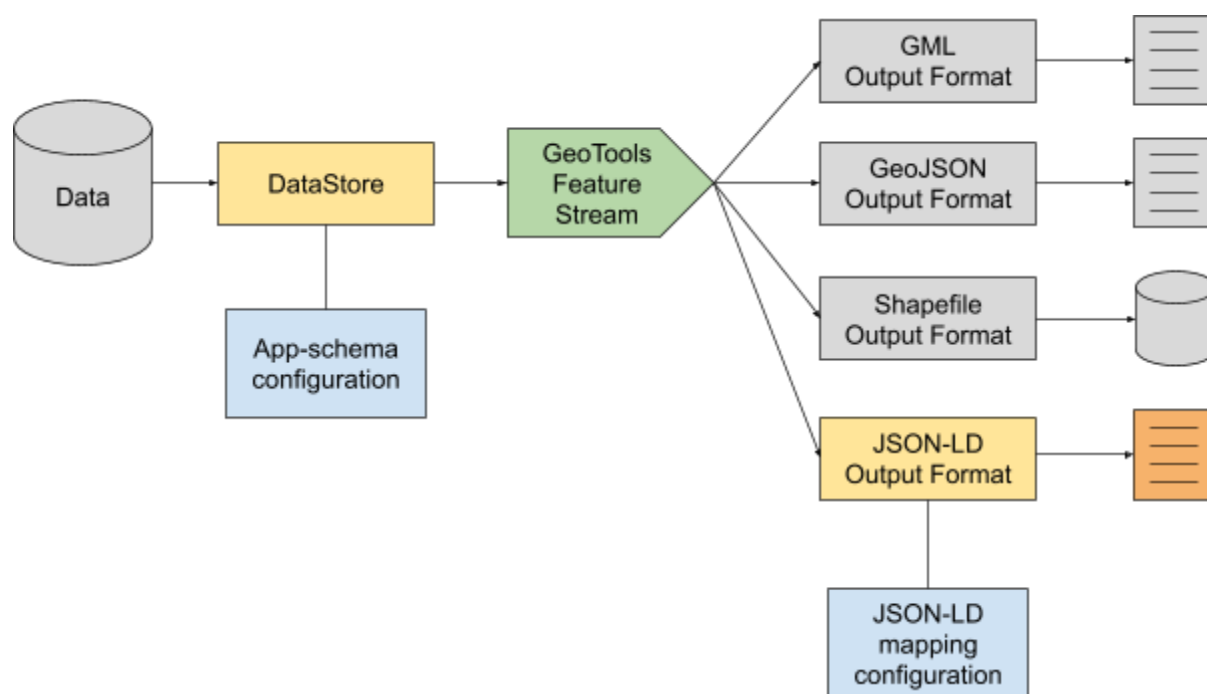 Data
DataStore
App-schema
configuration
GeoTools
Feature
Stream
GML
Output Format
GeoJSON
Output Format
Shapefile
Output Format
JSON-LD
Output Format
JSON-LD
mapping
configuration